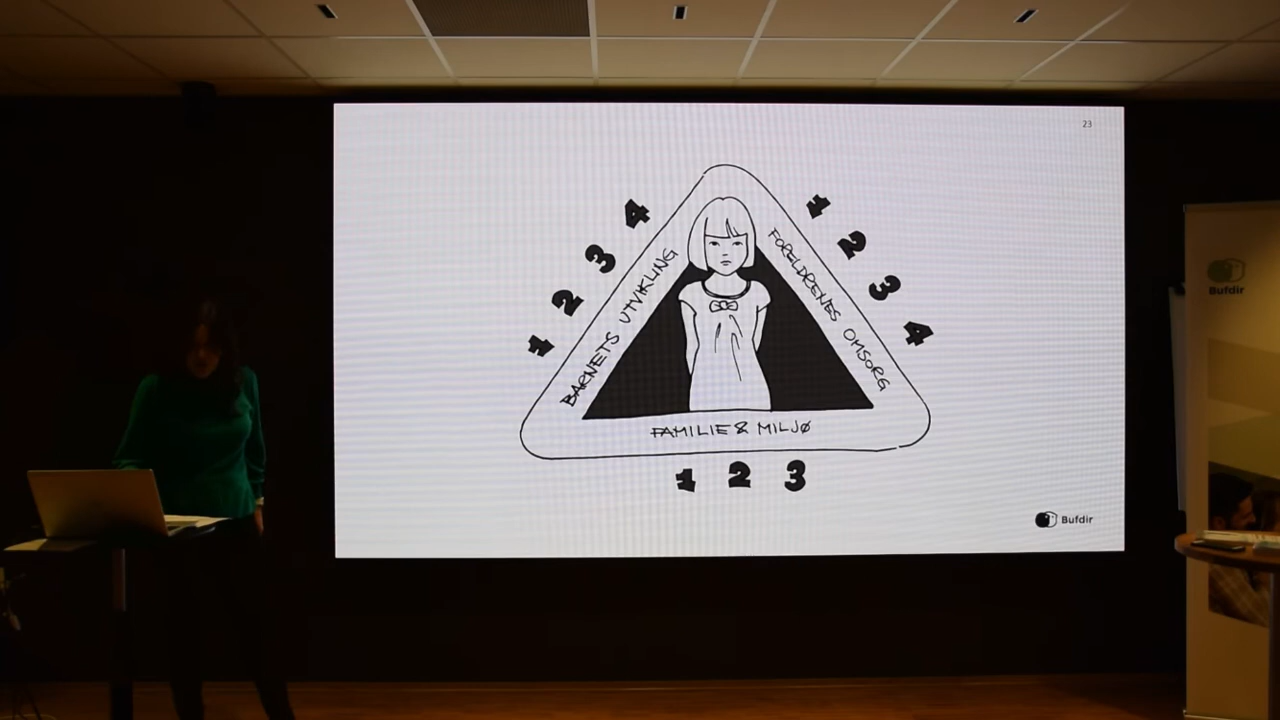 23
1 2 3 4
BARNETS UTVIKLING
1 2 3 4
FORELDRENES OMSORG
FAMILIE & MILJØ
1 2 3
Bufdir
Bufdir